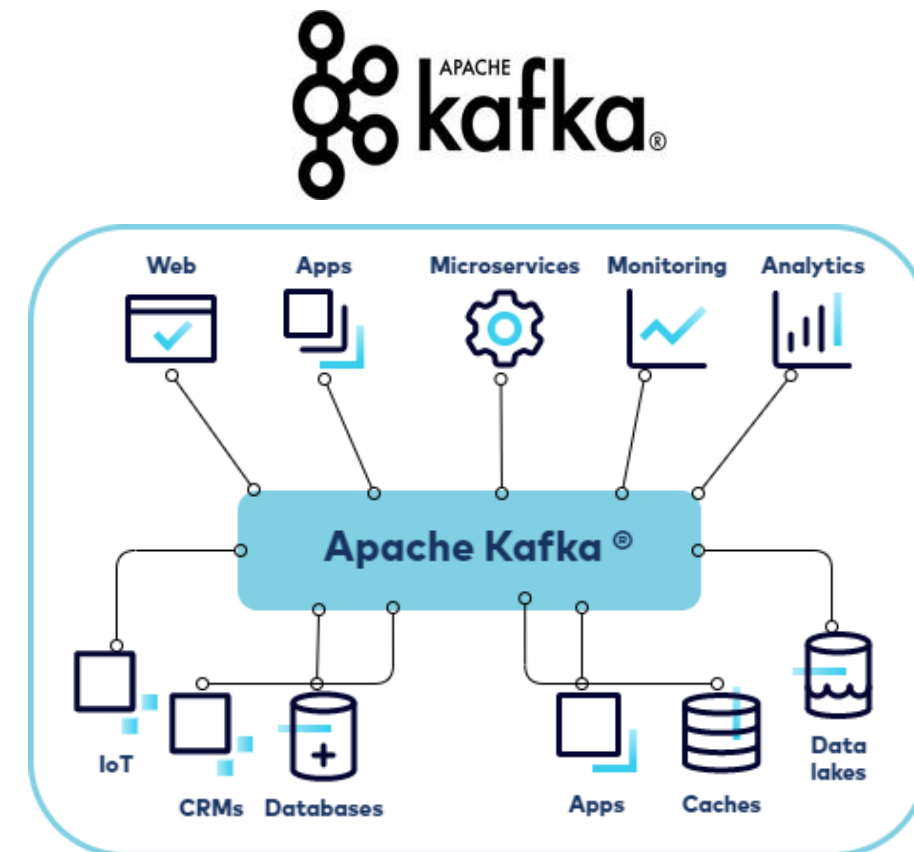 APACHE
kafka®
Web Apps Microservices Monitoring Analytics
Apache Kafka ®
IoT
CRMs Databases
Apps Caches
Data
lakes